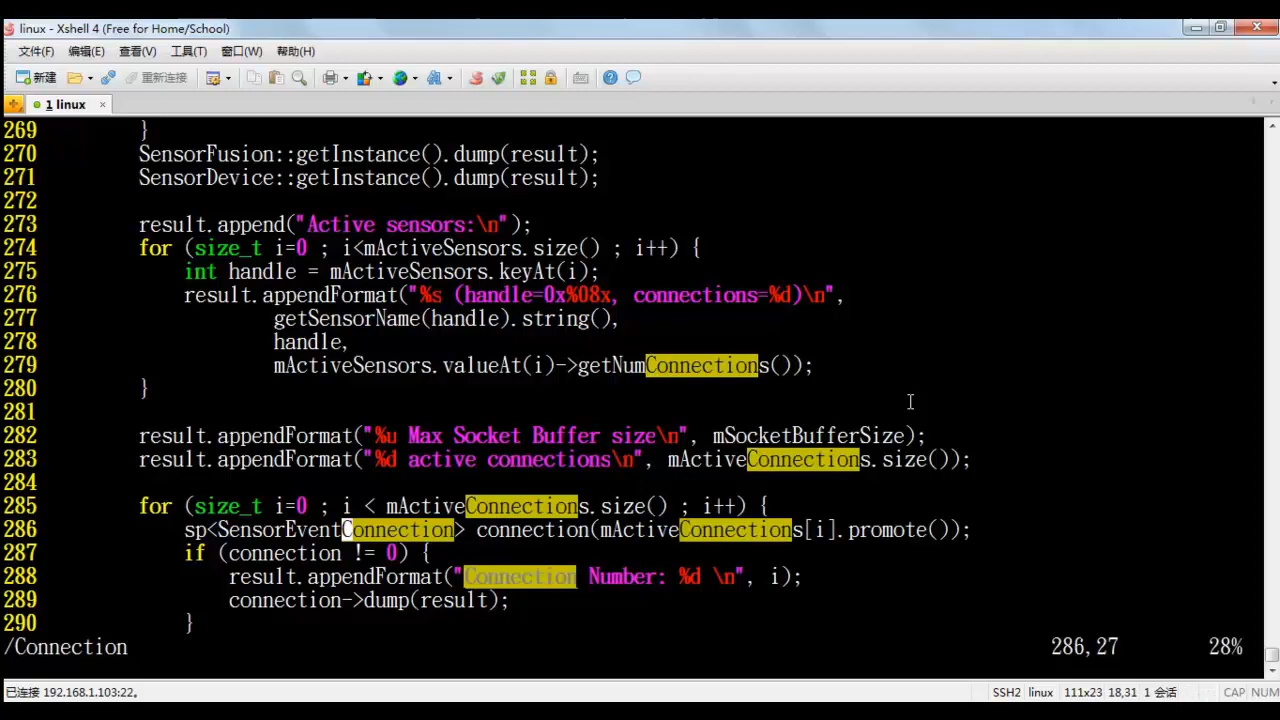 linux - Xshell 4 (Free for Home/School)
文件(F) 编辑(E) 查看(V) 工具(T) 窗口(W) 帮助(H)
新建 重新连接
1 linux
269 }
270 SensorFusion::getInstance().dump(result);
271 SensorDevice::getInstance().dump(result);
272
273 result.append("Active sensors:\n");
274 for (size_t i=0 ; i<mActiveSensors.size() ; i++) {
275 int handle = mActiveSensors.keyAt(i);
276 result.appendFormat("%s (handle=0x%08x, connections=%d)\n",
277 getSensorName(handle).string(),
278 handle,
279 mActiveSensors.valueAt(i)->getNumConnections());
280 }
281
282 result.appendFormat("%u Max Socket Buffer size\n", mSocketBufferSize);
283 result.appendFormat("%d active connections\n", mActiveConnections.size());
284
285 for (size_t i=0 ; i < mActiveConnections.size() ; i++) {
286 sp<SensorEventConnection> connection(mActiveConnections[i].promote());
287 if (connection != 0) {
288 result.appendFormat("Connection Number: %d \n", i);
289 connection->dump(result);
290 }
/Connection 286,27 28%
已连接 192.168.1.103:22。 SSH2 linux 111x23 18,31 1 会话 CAP NUM